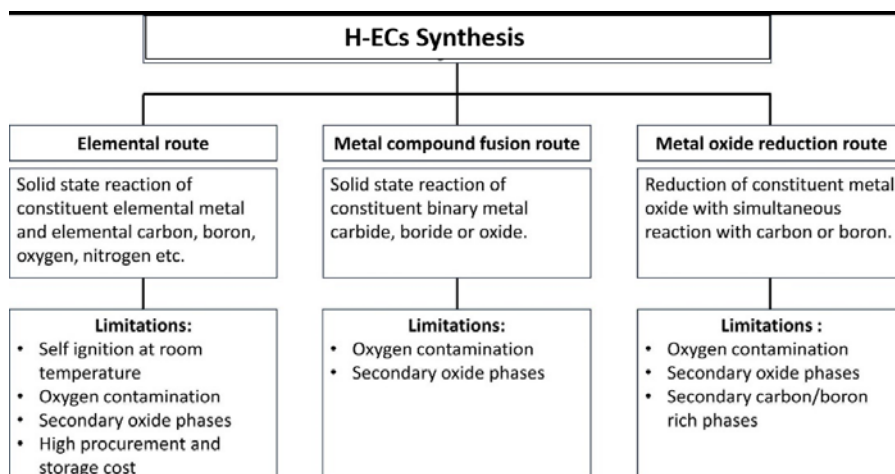 H-ECs Synthesis
Elemental route
Solid state reaction of
constituent elemental metal
and elemental carbon, boron,
oxygen, nitrogen etc.
Limitations:
• Self ignition at room
temperature
• Oxygen contamination
• Secondary oxide phases
• High procurement and
storage cost
Metal compound fusion route
Solid state reaction of
constituent binary metal
carbide, boride or oxide.
Limitations:
• Oxygen contamination
• Secondary oxide phases
Metal oxide reduction route
Reduction of constituent metal
oxide with simultaneous
reaction with carbon or boron.
Limitations :
• Oxygen contamination
• Secondary oxide phases
• Secondary carbon/boron
rich phases